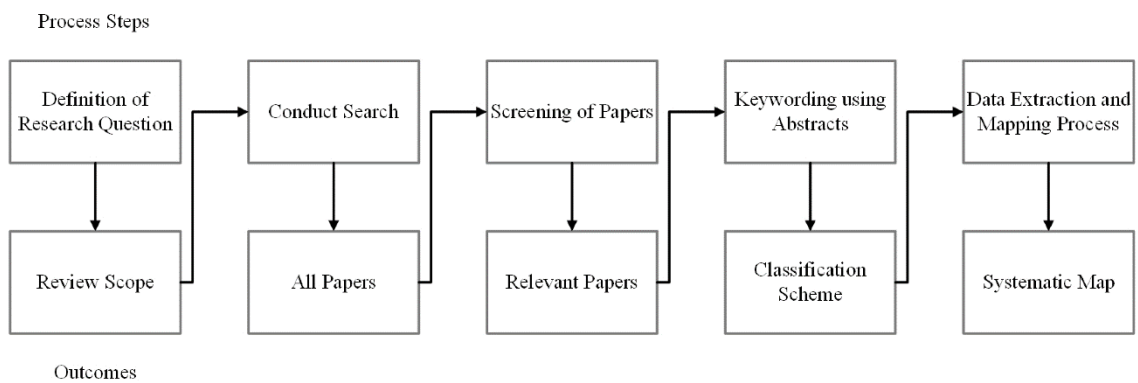 Process Steps
Definition of
Research Question
Conduct Search
Screening of Papers
Keywording using
Abstracts
Data Extraction and
Mapping Process
Review Scope
All Papers
Relevant Papers
Classification
Scheme
Systematic Map
Outcomes